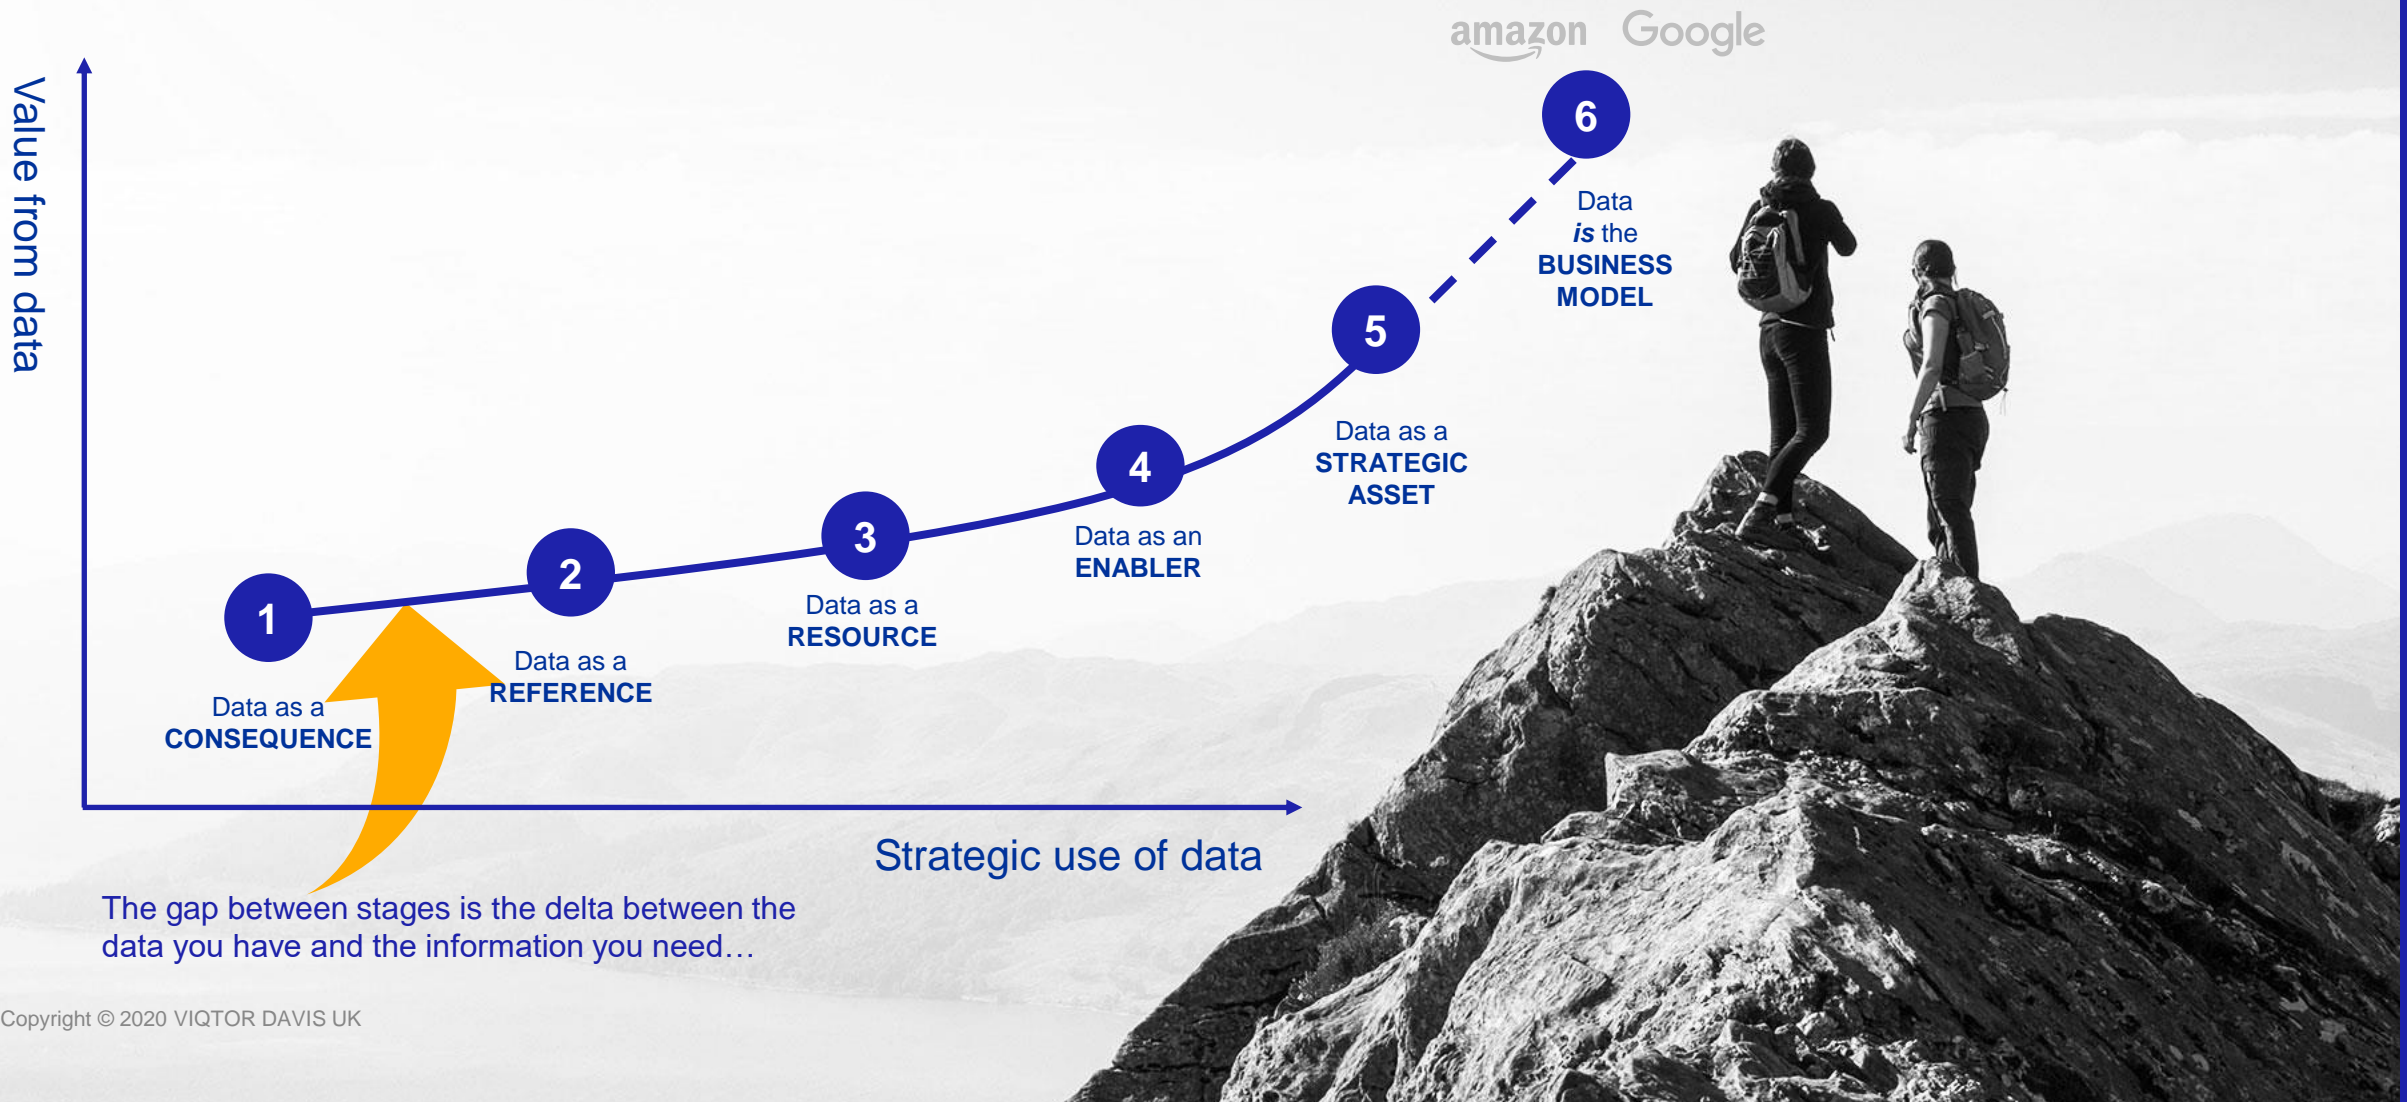 amazon Google
Value from data
6
Data
is the
BUSINESS
MODEL
5
Data as a
STRATEGIC
ASSET
4
Data as an
ENABLER
3
Data as a
RESOURCE
2
Data as a
REFERENCE
1
Data as a
CONSEQUENCE
Strategic use of data
The gap between stages is the delta between the
data you have and the information you need…
Copyright © 2020 VIQTOR DAVIS UK